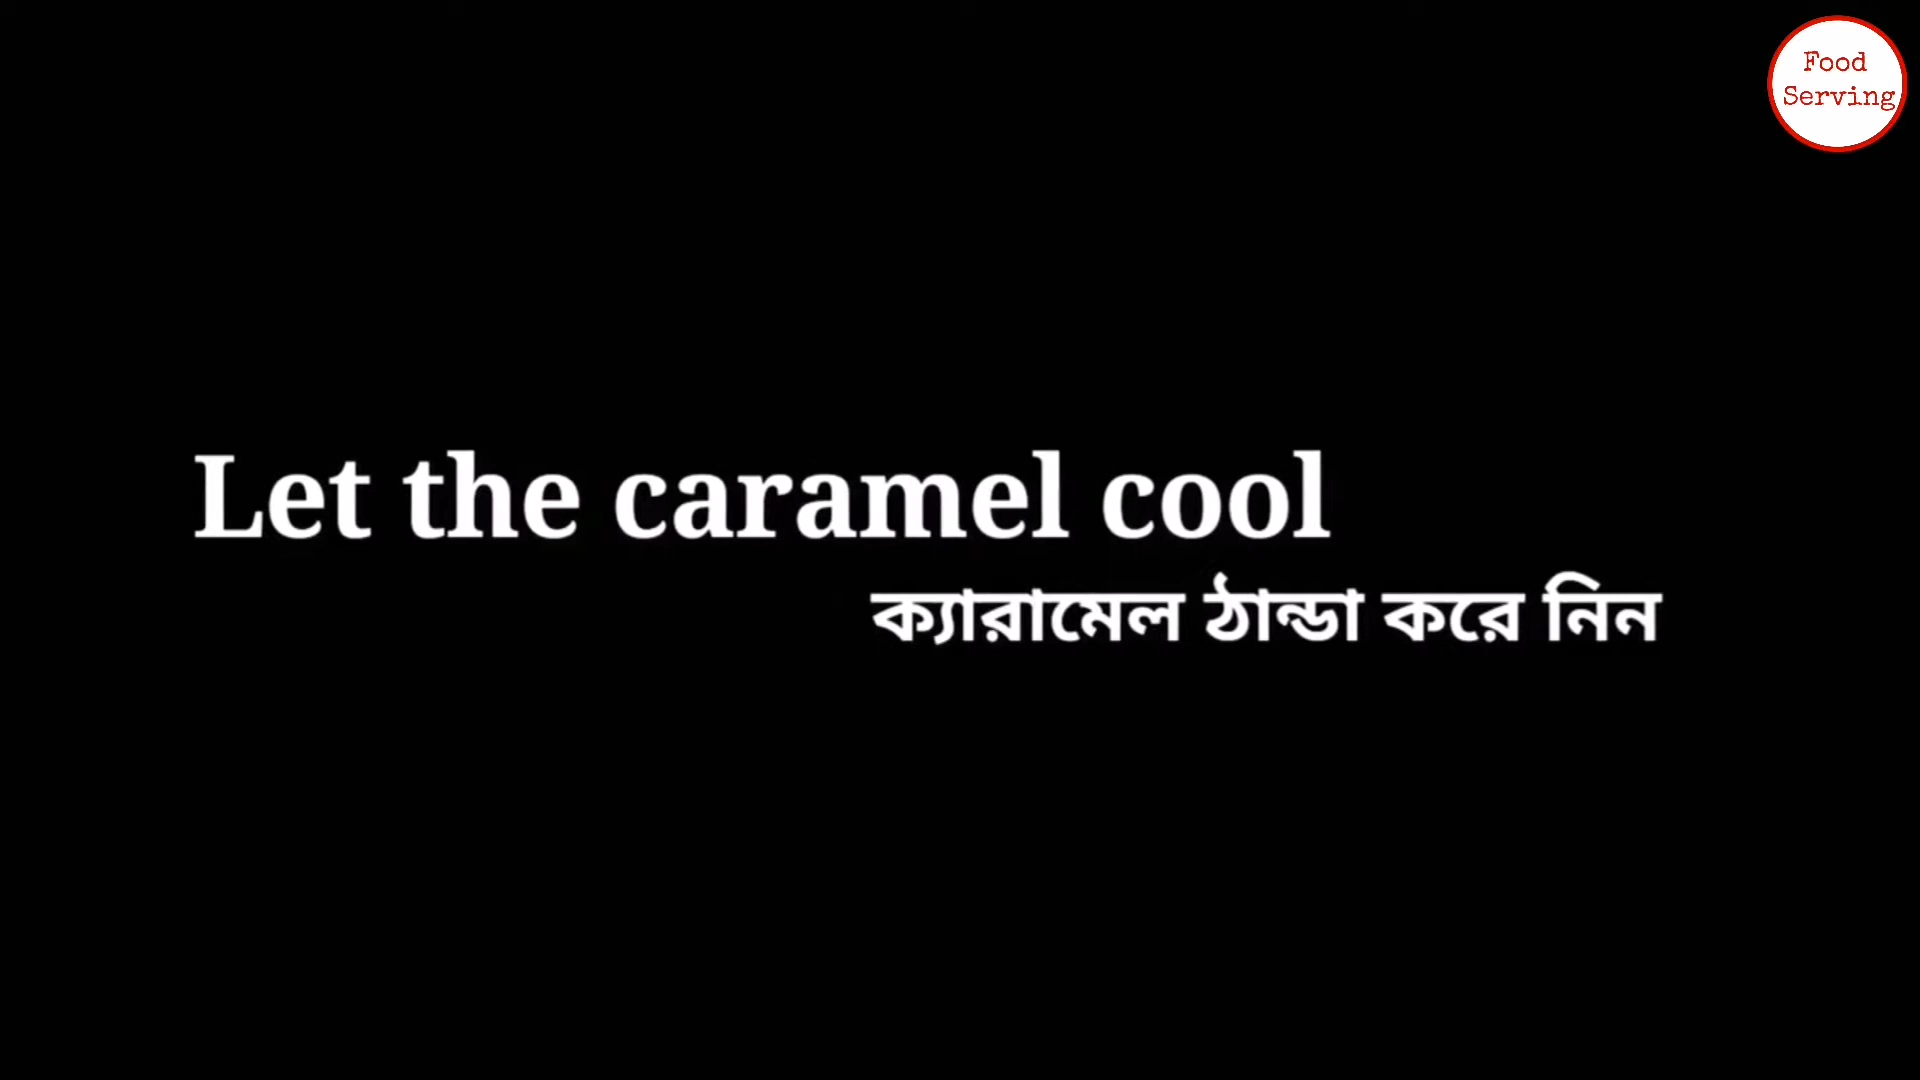 Food
Serving
Let the caramel cool
ক্যারামেল ঠান্ডা করে নিন